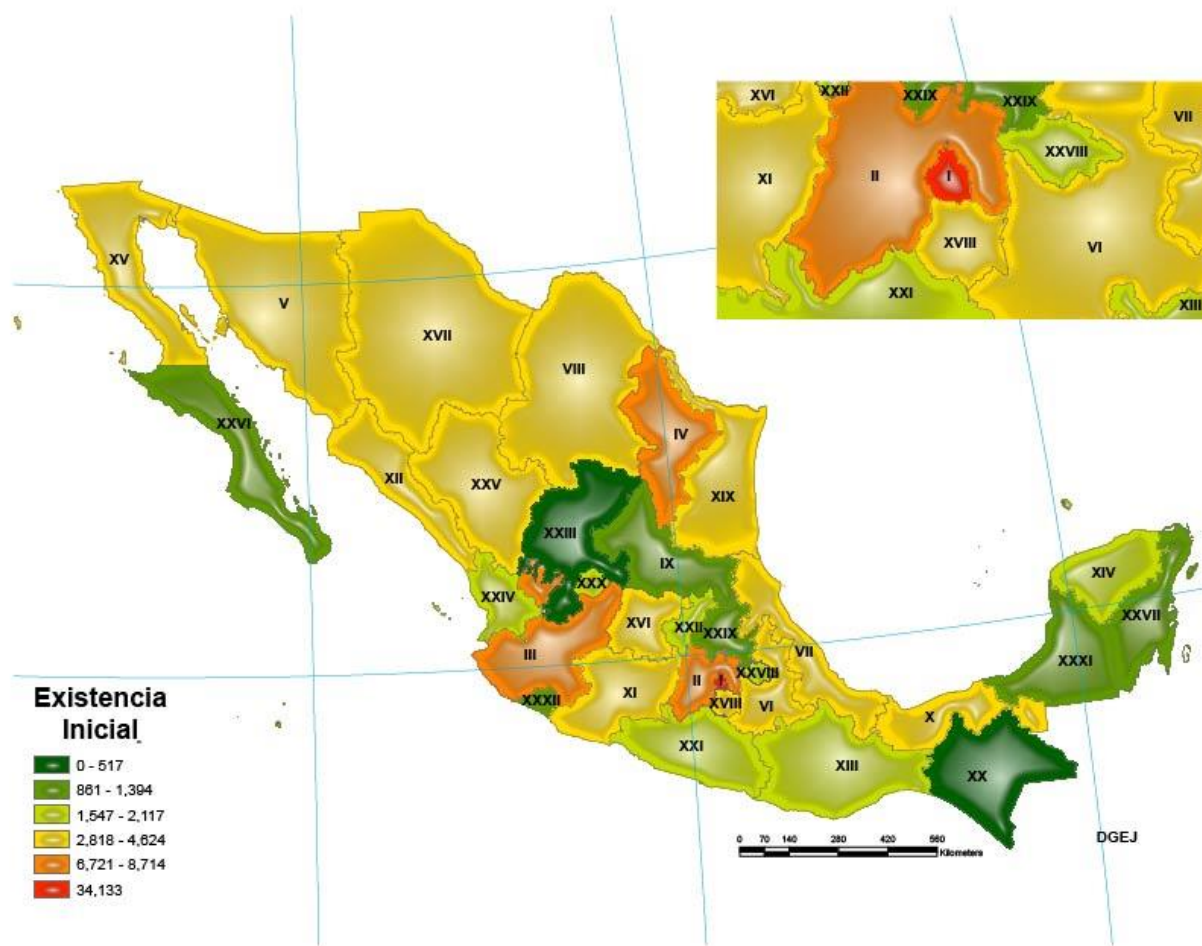 XVI
XXII
XXIX
XXIX
VII
XXVIII
XI
II
I
XVIII
VI
XXI
XIII
XV
V
XVII
VIII
XXVI
IV
XII
XXV
XIX
XXIII
IX
XXX
XXIV
XIV
XVI
XXII
XXIX
XXVII
III
VII
XXXI
XXVIII
II
I
XXXII
XI
XVIII
VI
X
XXI
XIII
XX
Existencia
Inicial
0 - 517
861 - 1,394
1,547 - 2,117
2,818 - 4,624
6,721 - 8,714
34,133
0 70 140 280 420 560
Kilometers
DGEJ